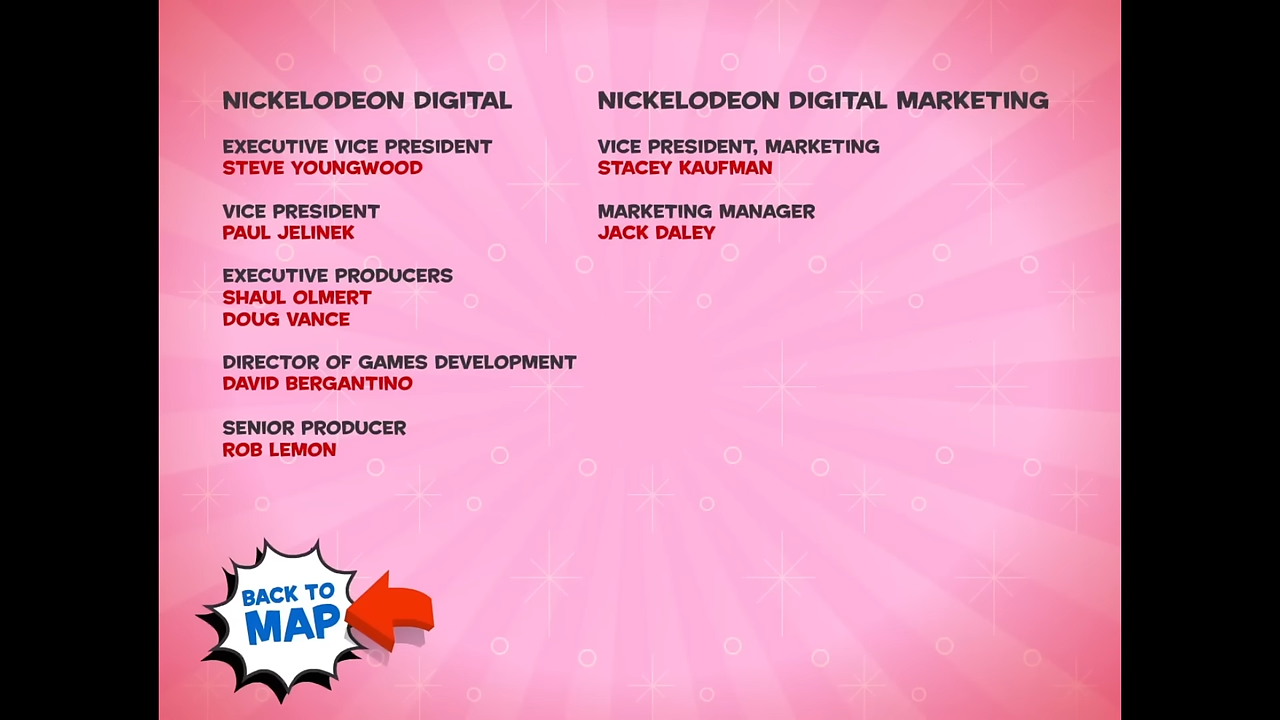 NICKELODEON DIGITAL
EXECUTIVE VICE PRESIDENT
STEVE YOUNGWOOD
VICE PRESIDENT
PAUL JELINEK
EXECUTIVE PRODUCERS
SHAUL OLMERT
DOUG VANCE
DIRECTOR OF GAMES DEVELOPMENT
DAVID BERGANTINO
SENIOR PRODUCER
ROB LEMON
NICKELODEON DIGITAL MARKETING
VICE PRESIDENT, MARKETING
STACEY KAUFMAN
MARKETING MANAGER
JACK DALEY
BACK TO
MAP